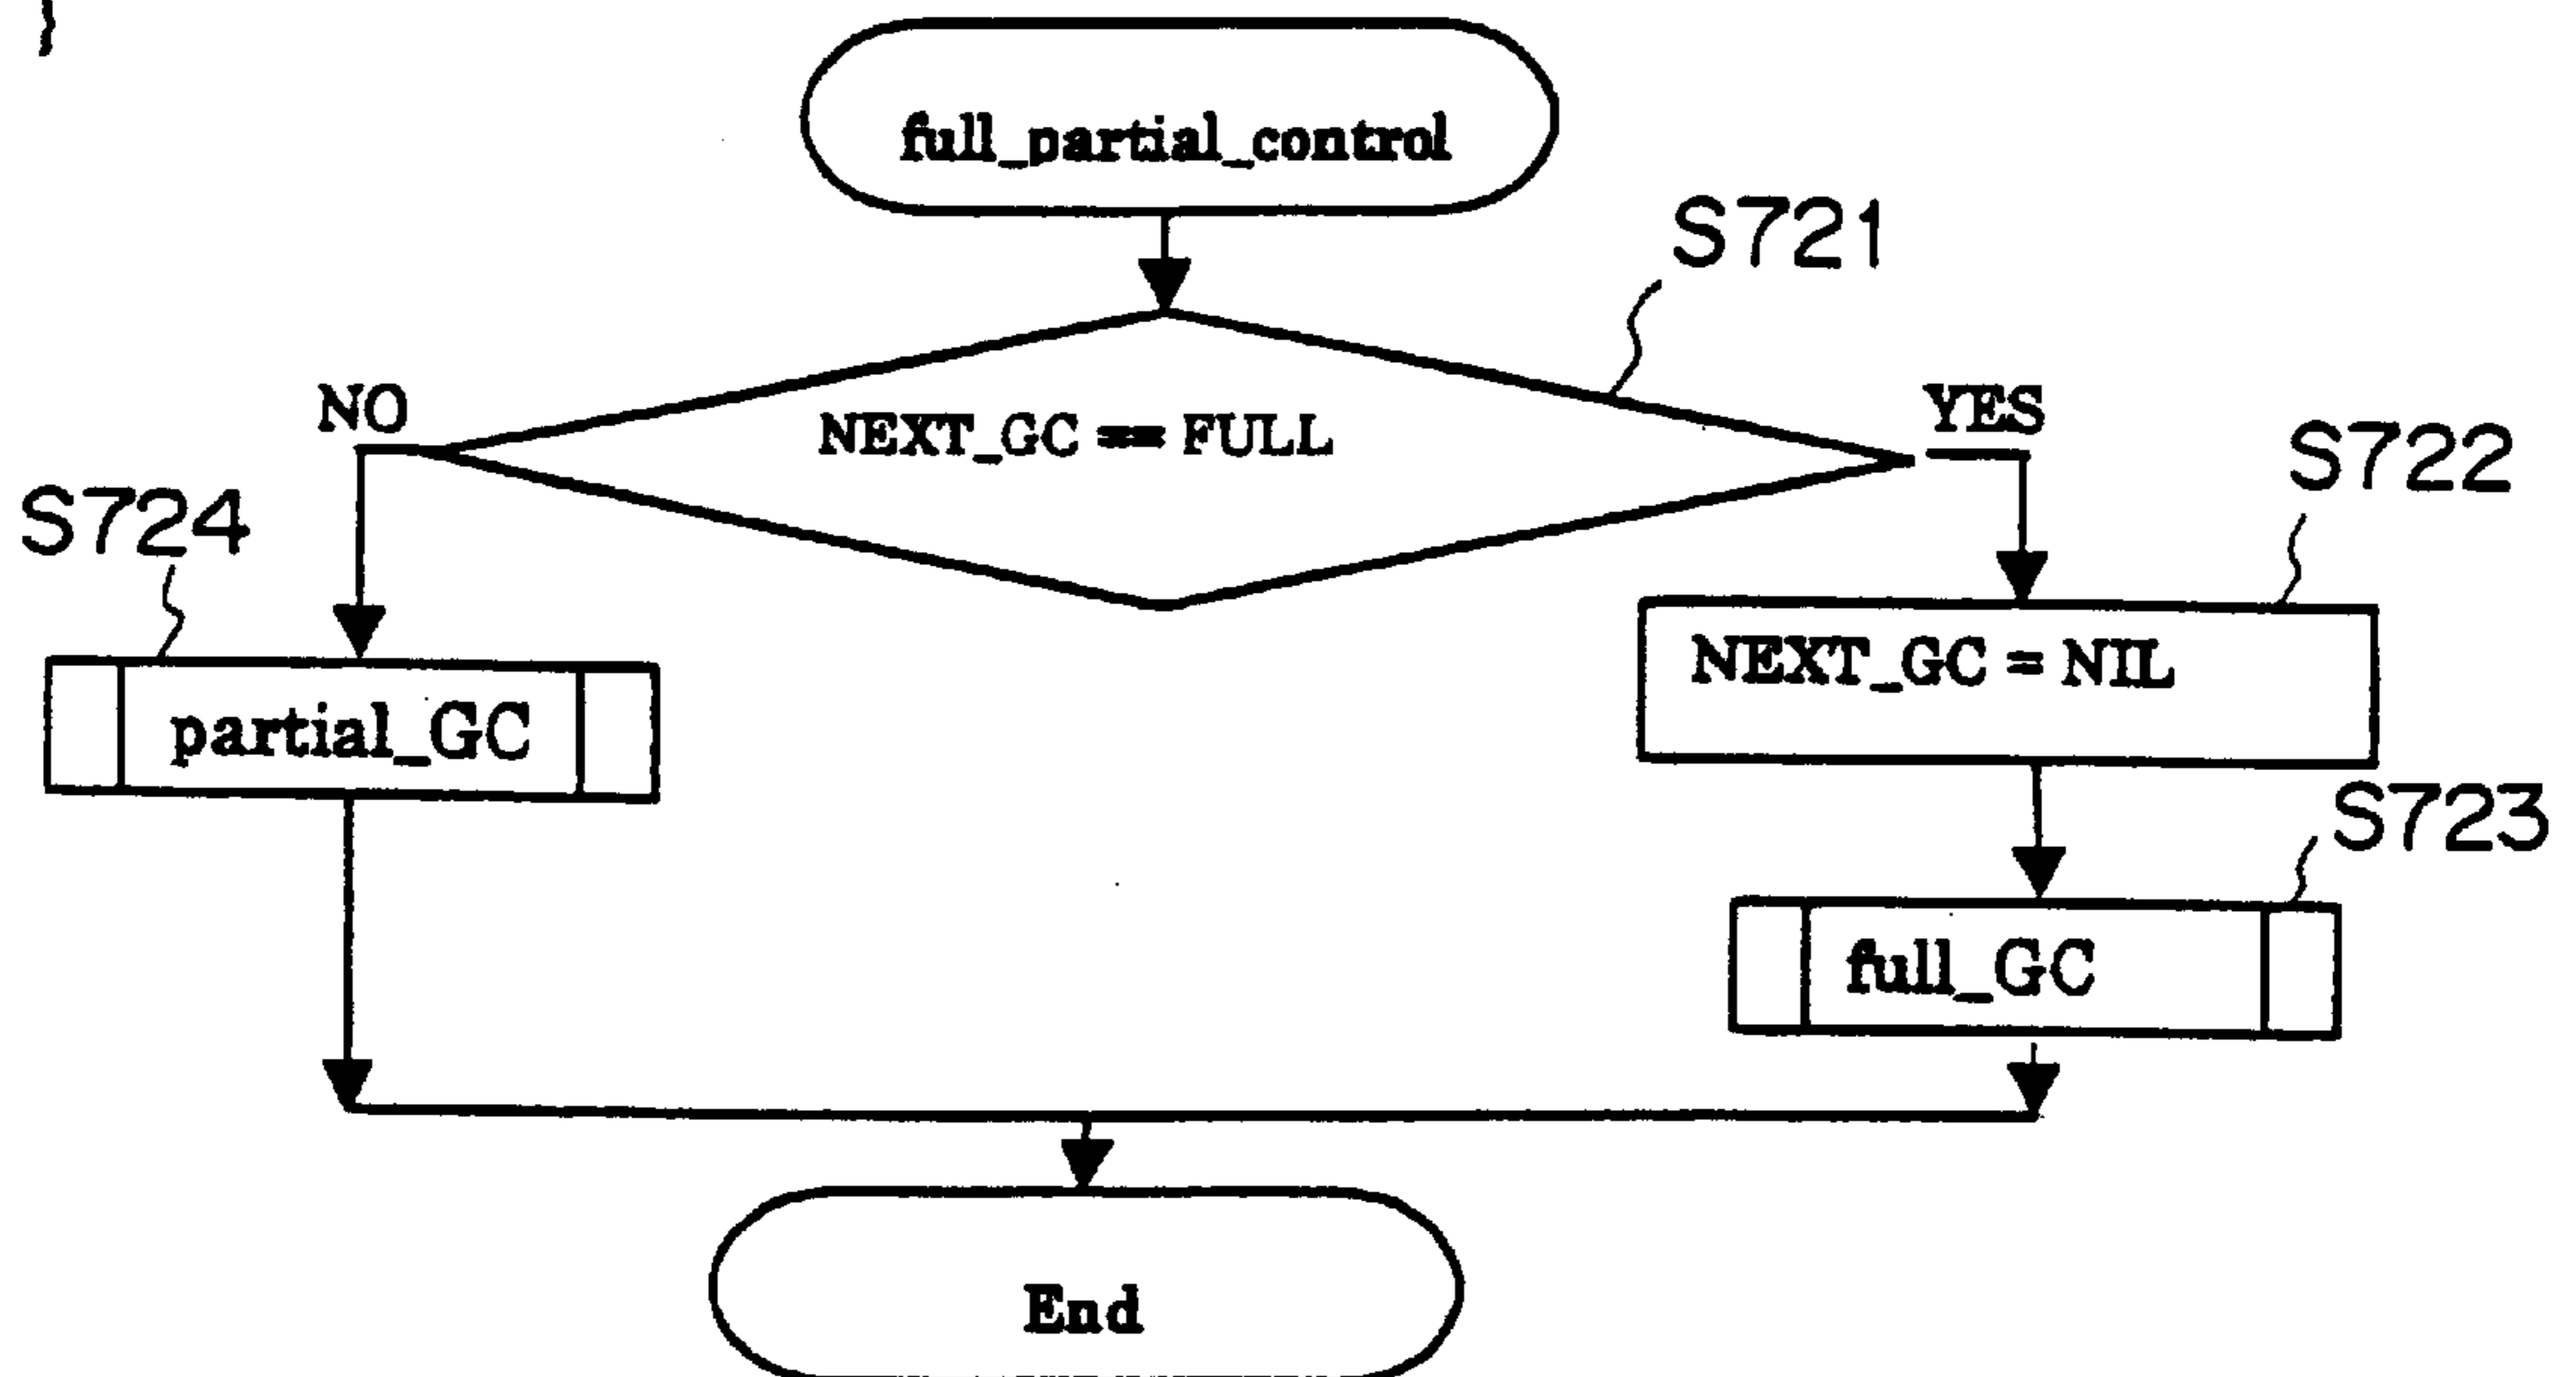 }
full_partial_control
S721
NO
NEXT_GC == FULL
YES
S722
S724
NEXT_GC = NIL
partial_GC
S723
full_GC
End